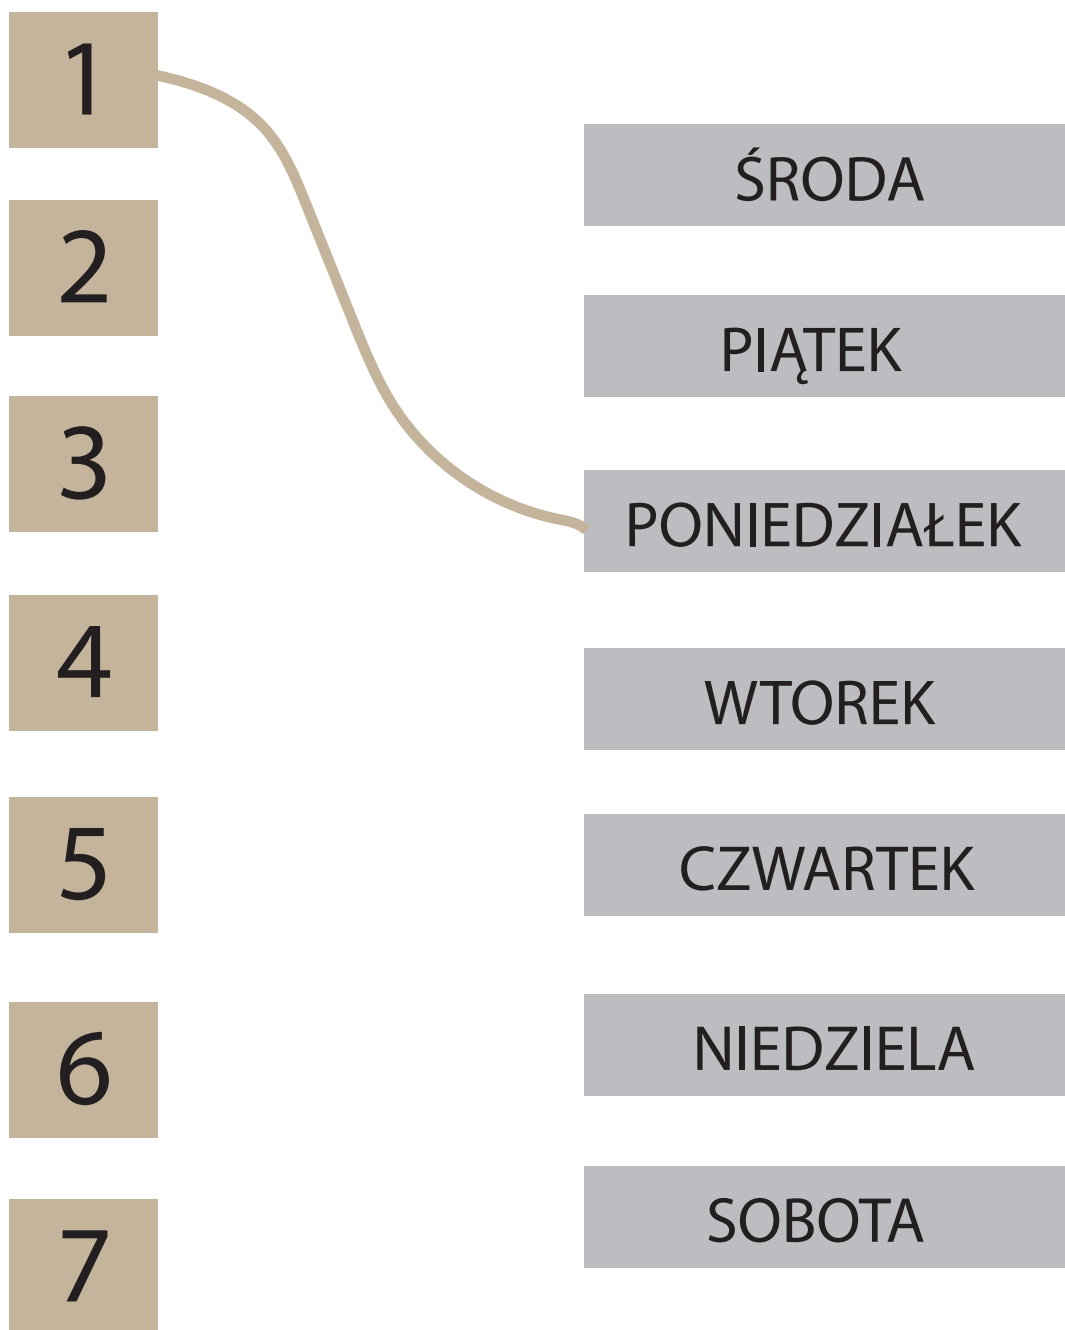 1
2
3
4
5
6
7
ŚRODA
PIĄTEK
PONIEDZIAŁEK
WTOREK
CZWARTEK
NIEDZIELA
SOBOTA